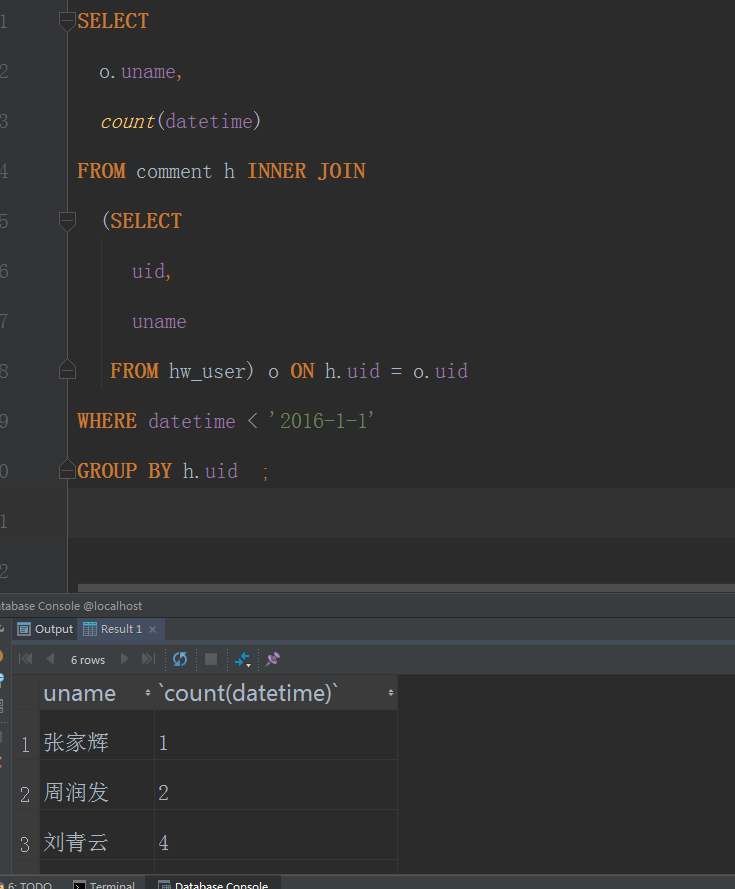 1 SELECT
2 o.uname,
3 count(datetime)
4 FROM comment h INNER JOIN
5 (SELECT
6 uid,
7 uname
8 FROM hw_user) o ON h.uid = o.uid
9 WHERE datetime < '2016-1-1'
0 GROUP BY h.uid ;
1
2
atabase Console @localhost
Output Result 1 ×
6 rows
uname `count(datetime)`
1 张家辉 1
2 周润发 2
3 刘青云 4
6: TODO Terminal Database Console